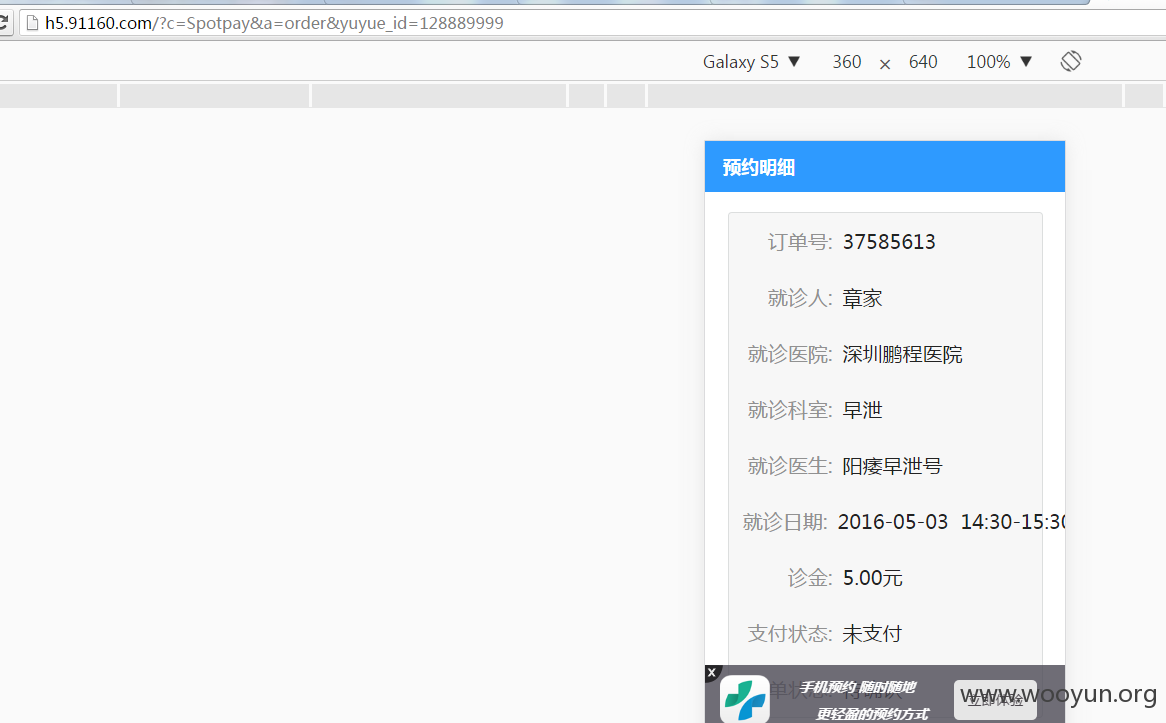 h5.91160.com/?c=Spotpay&a=order&yuyue_id=128889999
Galaxy S5 ▼ 360 × 640 100% ▼
预约明细
订单号: 37585613
就诊人: 章家
就诊医院: 深圳鹏程医院
就诊科室: 早泄
就诊医生: 阳痿早泄号
就诊日期: 2016-05-03 14:30-15:30
诊金: 5.00元
支付状态: 未支付
单状态:
X
手机预约 随时随地
更轻盈的预约方式
立即体验
www.wooyun.org